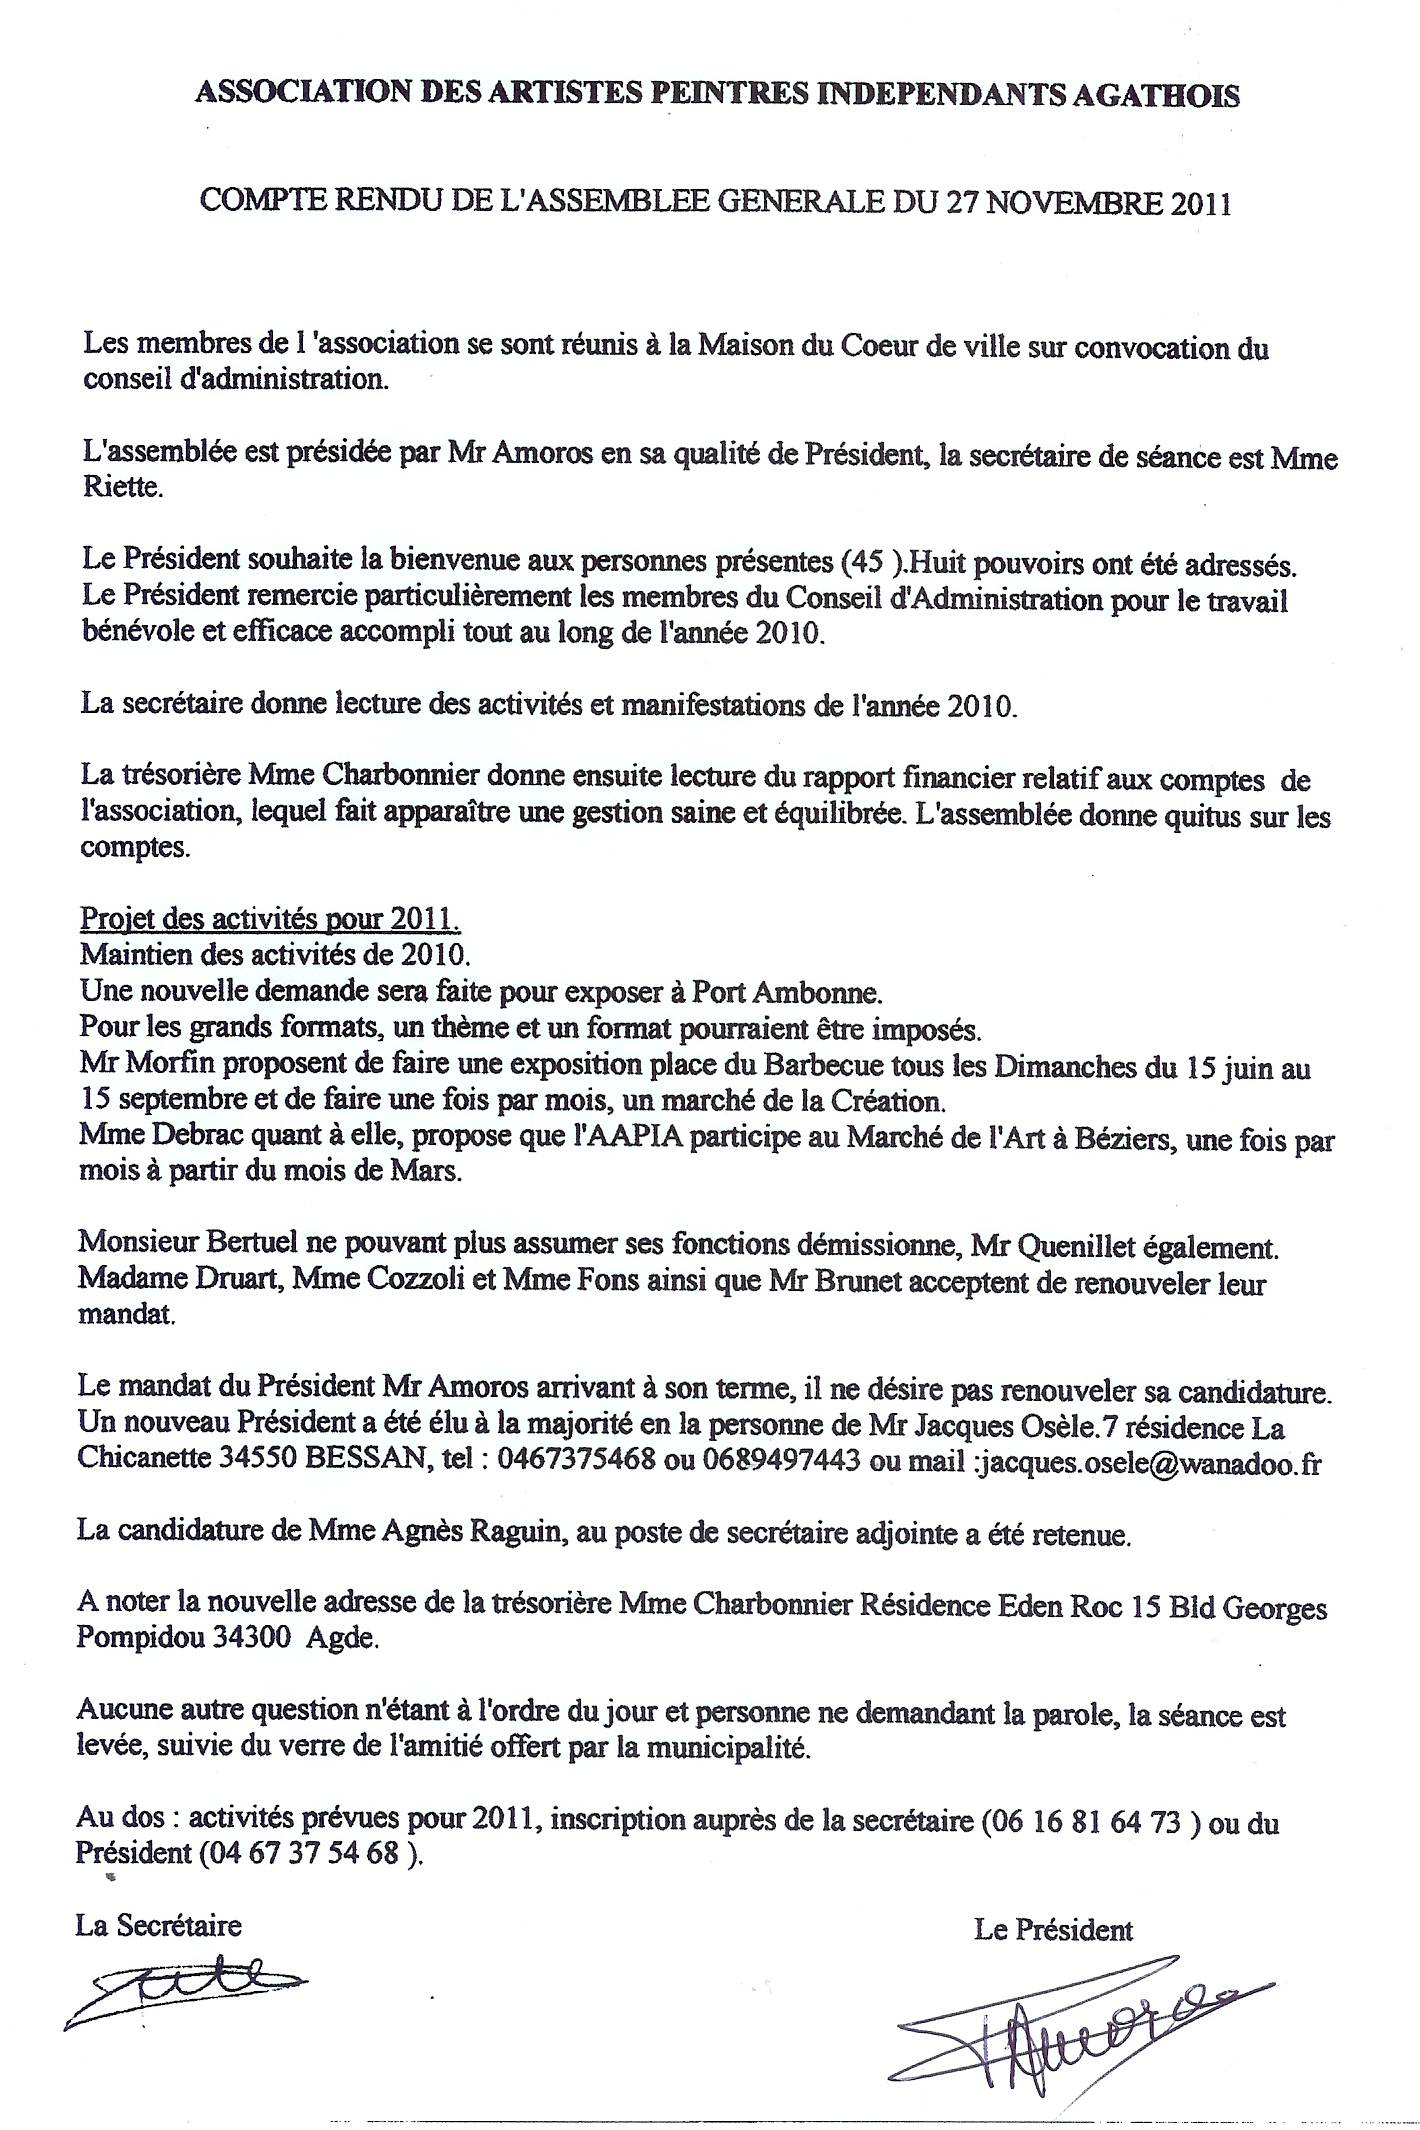 ASSOCIATION DES ARTISTES PEINTRES INDEPENDANTS AGATHOIS
COMPTE RENDU DE L'ASSEMBLEE GENERALE DU 27 NOVEMBRE 2011
Les membres de l 'association se sont réunis à la Maison du Coeur de ville sur convocation du
conseil d'administration.
L'assemblée est présidée par Mr Amoros en sa qualité de Président, la secrétaire de séance est Mme
Riette.
Le Président souhaite la bienvenue aux personnes présentes (45 ).Huit pouvoirs ont été adressés.
Le Président remercie particulièrement les membres du Conseil d'Administration pour le travail
bénévole et efficace accompli tout au long de l'année 2010.
La secrétaire donne lecture des activités et manifestations de l'année 2010.
La trésorière Mme Charbonnier donne ensuite lecture du rapport financier relatif aux comptes  de
l'association, lequel fait apparaître une gestion saine et équilibrée. L'assemblée donne quitus sur les
comptes.
Projet des activités pour 2011.
Maintien des activités de 2010.
Une nouvelle demande sera faite pour exposer à Port Ambonne.
Pour les grands formats, un thème et un format pourraient être imposés.
Mr Morfin proposent de faire une exposition place du Barbecue tous les Dimanches du 15 juin au
15 septembre et de faire une fois par mois, un marché de la Création.
Mme Debrac quant à elle, propose que l'AAPIA participe au Marché de l'Art à Béziers, une fois par
mois à partir du mois de Mars.
Monsieur Bertuel ne pouvant plus assumer ses fonctions démissionne, Mr Quenillet également.
Madame Druart, Mme Cozzoli et Mme Fons ainsi que Mr Brunet acceptent de renouveler leur
mandat.
Le mandat du Président Mr Amoros arrivant à son terme, il ne désire pas renouveler sa candidature.
Un nouveau Président a été élu à la majorité en la personne de Mr Jacques Osèle.7 résidence La
Chicanette 34550 BESSAN, tel : 0467375468 ou 0689497443 ou mail :jacques.osele@wanadoo.fr
La candidature de Mme Agnès Raguin, au poste de secrétaire adjointe a été retenue.
A noter la nouvelle adresse de la trésorière Mme Charbonnier Résidence Eden Roc 15 Bld Georges
Pompidou 34300  Agde.
Aucune autre question n'étant à l'ordre du jour et personne ne demandant la parole, la séance est
levée, suivie du verre de l'amitié offert par la municipalité.
Au dos : activités prévues pour 2011, inscription auprès de la secrétaire (06 16 81 64 73 ) ou du
Président (04 67 37 54 68 ).
La Secrétaire
Le Président